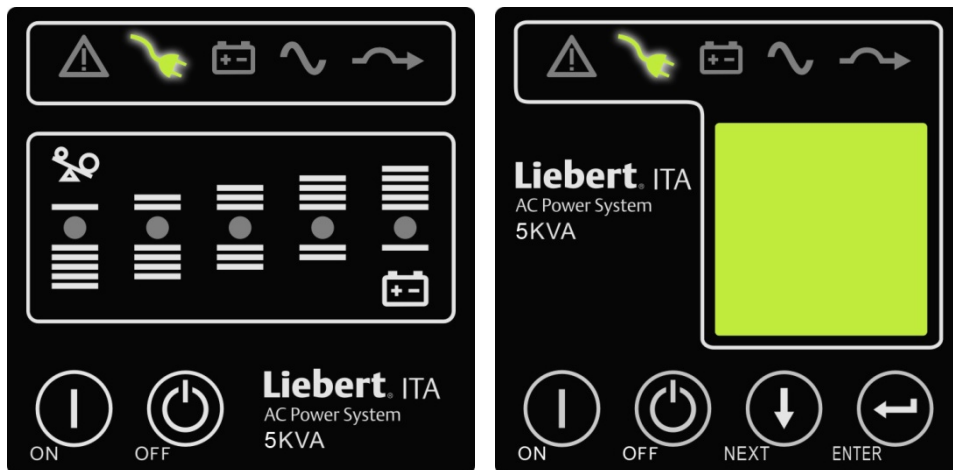 ON
OFF
Liebert® ITA
AC Power System
5KVA
Liebert® ITA
AC Power System
5KVA
ON
OFF
NEXT
ENTER